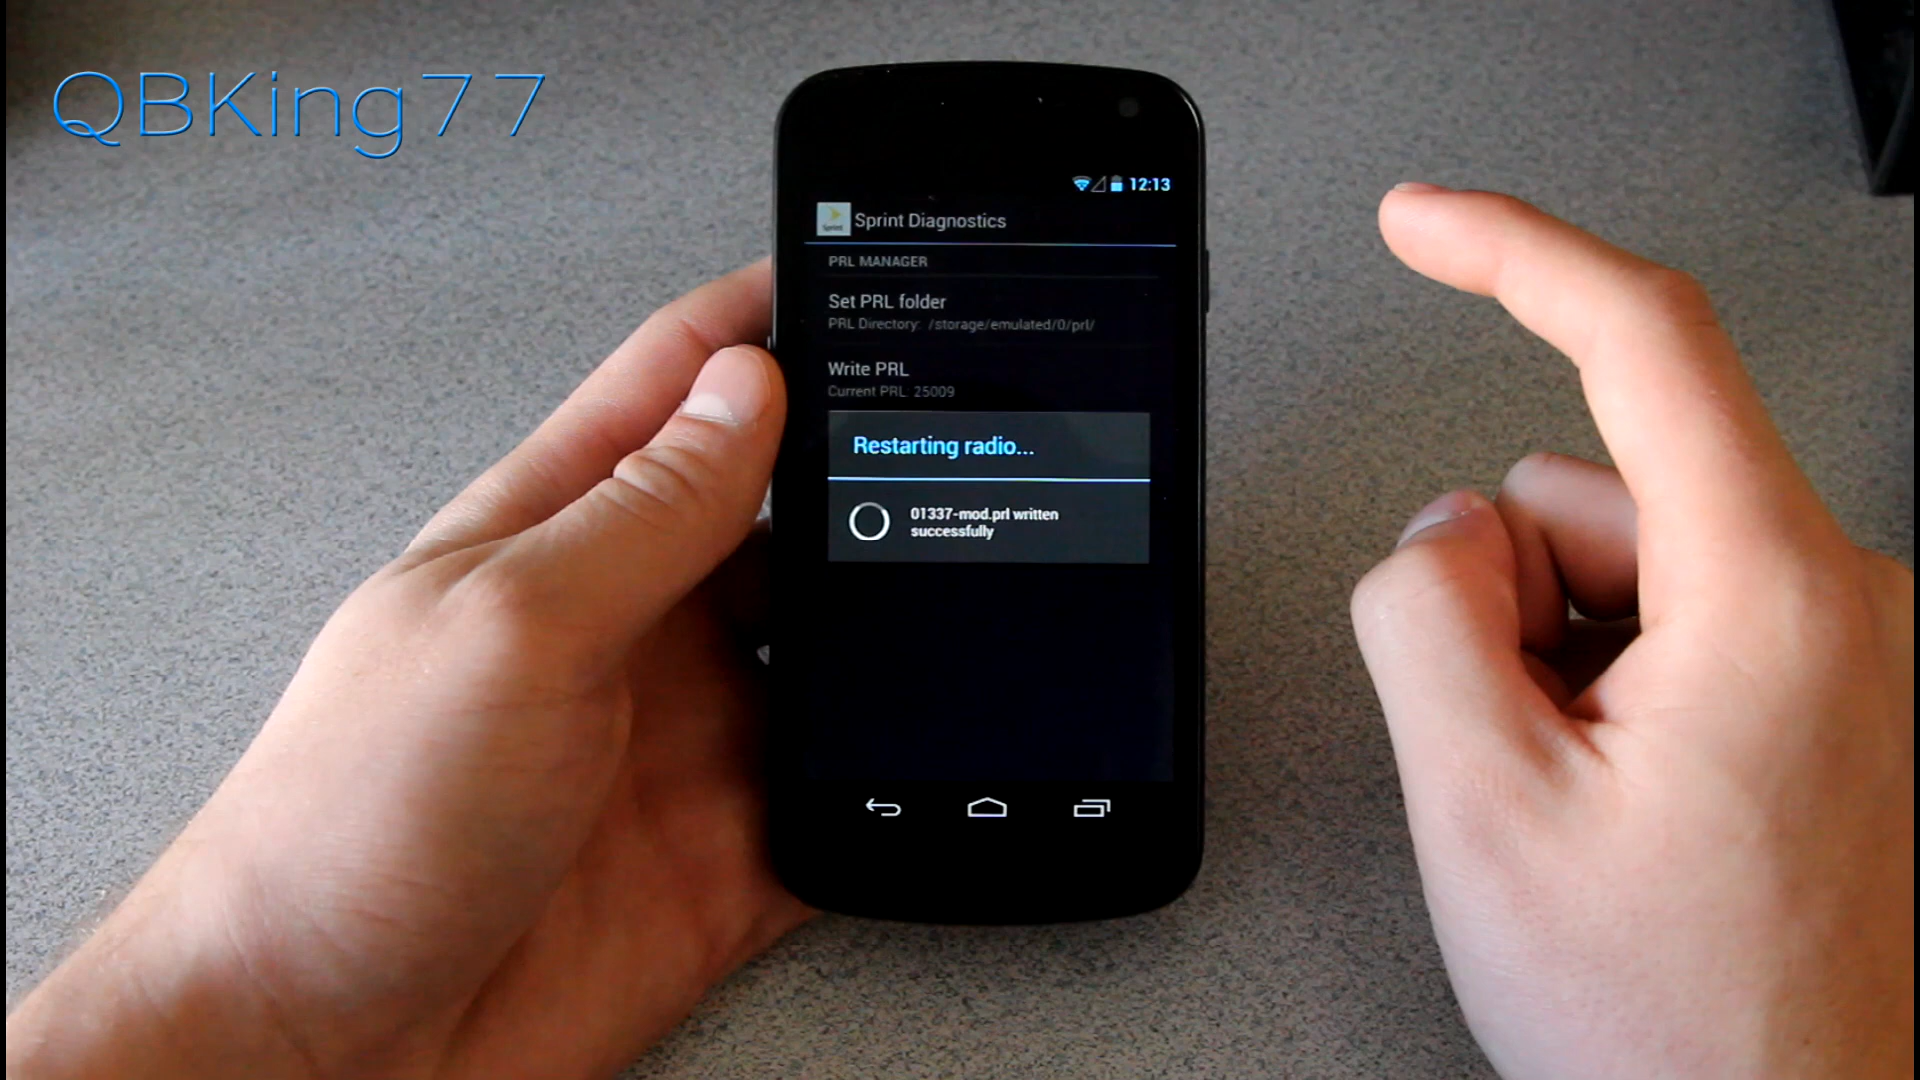 QBKing77
12:13
sprint
Sprint Diagnostics
PRL MANAGER
Set PRL folder
PRL Directory: /storage/emulated/0/prl/
Write PRL
Current PRL: 25009
Restarting radio...
01337-mod.prl written
successfully